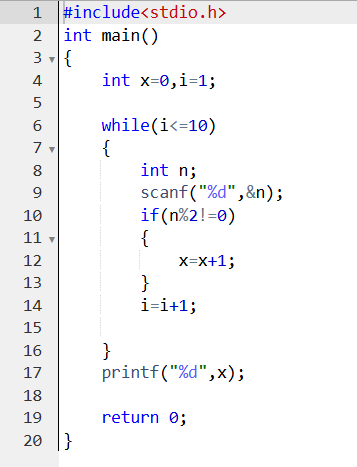 1 #include<stdio.h>
2 int main()
3 {
4 int x=0,i=1;
5
6 while(i<=10)
7 {
8 int n;
9 scanf("%d",&n);
10 if(n%2!=0)
11 {
12 x=x+1;
13 }
14 i=i+1;
15
16 }
17 printf("%d",x);
18
19 return 0;
20 }